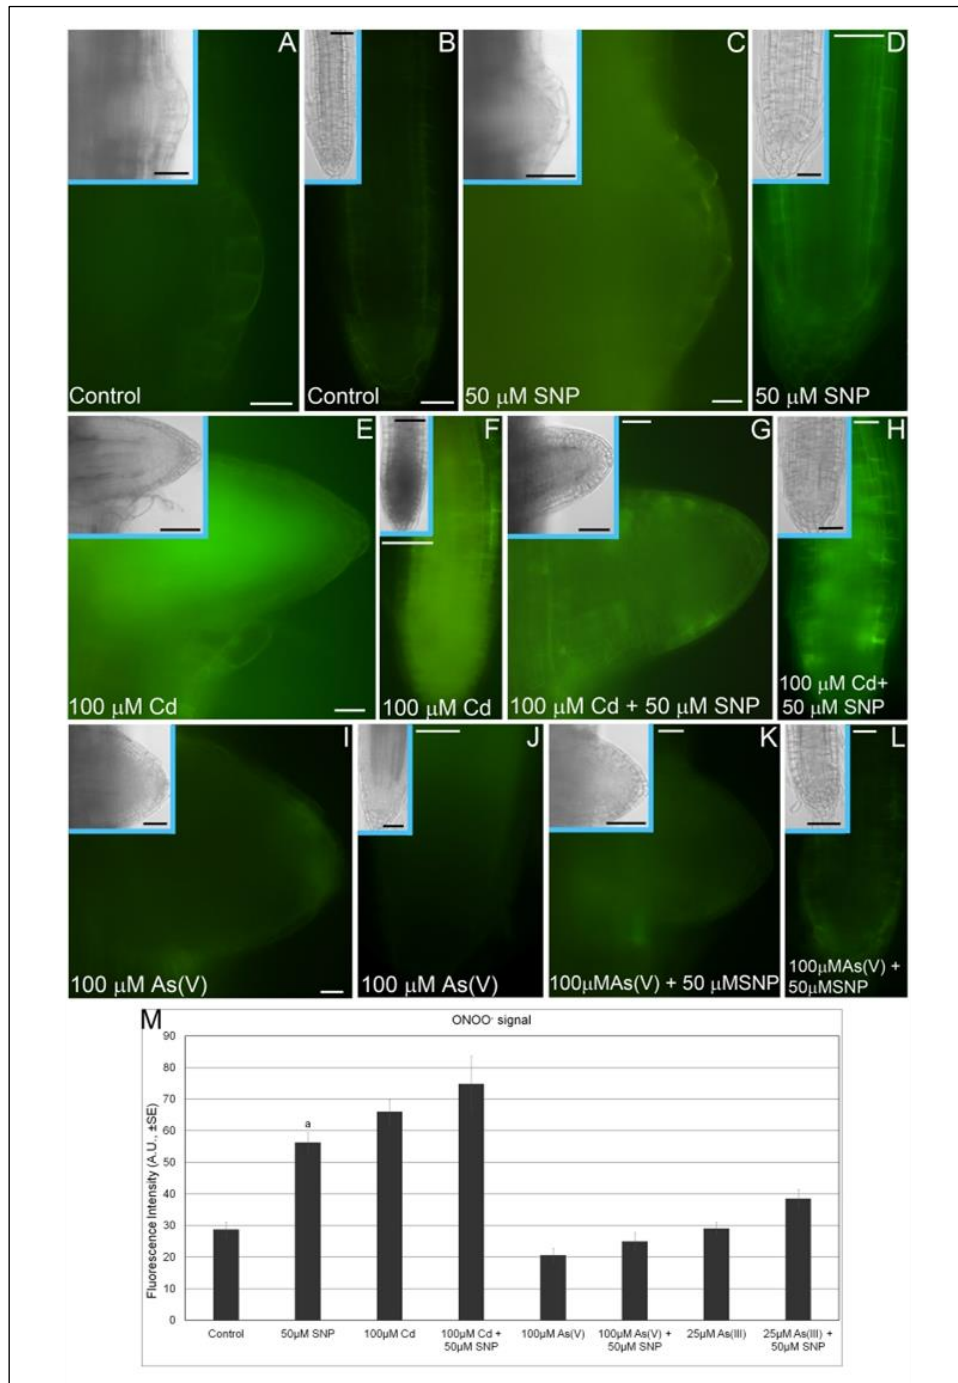 A
B
C
D
Control
Control
50 μM SNP
50 μM SNP
E
F
G
H
100 μM Cd
100 μM Cd
100 μM Cd + 50 μM SNP
100 μM Cd+
50 μM SNP
I
J
K
L
100 μM As(V)
100 μM As(V)
100μMAs(V) + 50 μMSNP
100μMAs(V) +
50μMSNP
M
ONOO- signal
Fluorescence Intensity (A.U., ±SE)
90
80
70
60
50
40
30
20
10
0
a
Control
50μM SNP
100μM Cd
100μM Cd +
50μM SNP
100μM As(V)
100μM As(V) +
50μM SNP
25μM As(III)
25μM As(III) +
50μM SNP